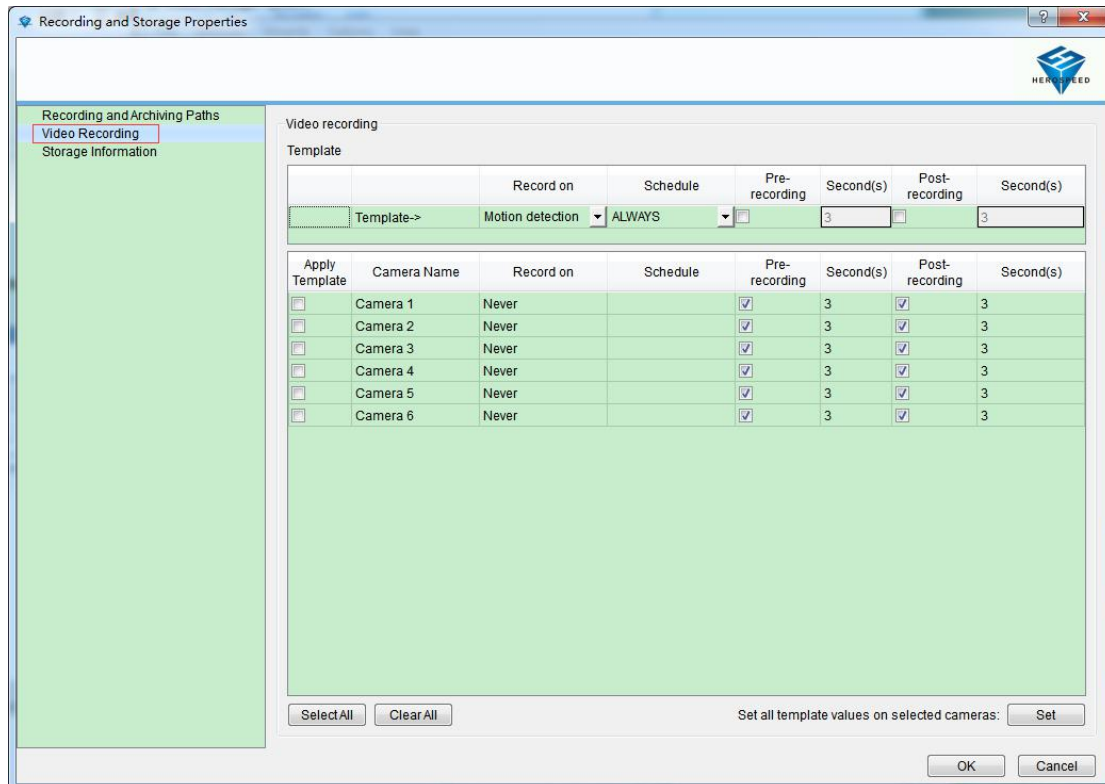 Recording and Storage Properties
HEROSPEED
Recording and Archiving Paths
Video Recording
Storage Information
Video recording
Template
Record on Schedule Pre-recording Second(s) Post-recording Second(s)
Template-> Motion detection ALWAYS 3 3
Apply Template Camera Name Record on Schedule Pre-recording Second(s) Post-recording Second(s)
Camera 1 Never 3 3
Camera 2 Never 3 3
Camera 3 Never 3 3
Camera 4 Never 3 3
Camera 5 Never 3 3
Camera 6 Never 3 3
Select All Clear All Set all template values on selected cameras: Set
OK Cancel